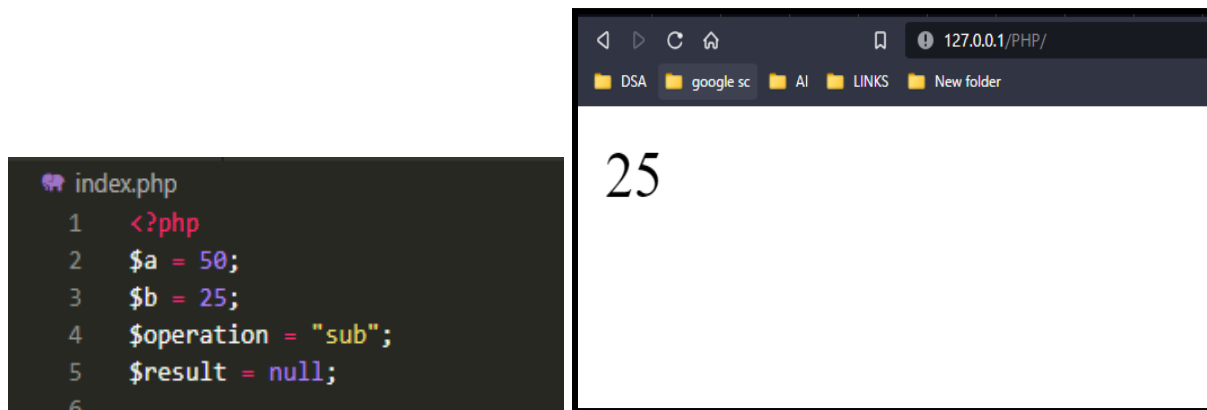 index.php
1 <?php
2 $a = 50;
3 $b = 25;
4 $operation = "sub";
5 $result = null;
6
127.0.0.1/PHP/
DSA google sc AI LINKS New folder
25